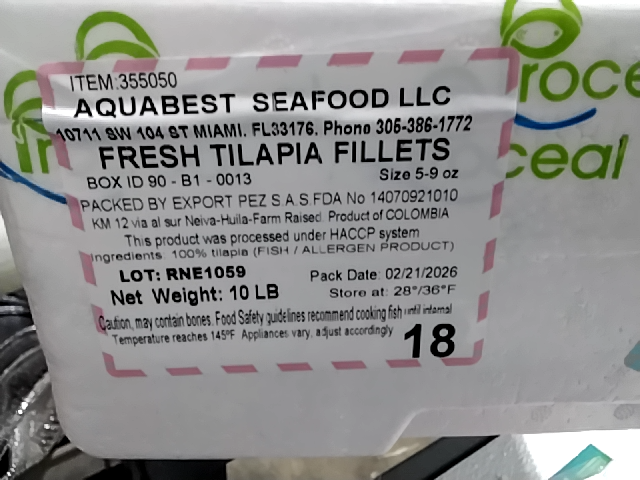 ITEM:355050
AQUABEST SEAFOOD LLC
10711 SW 104 ST MIAMI. FL33176. Phone 305-386-1772
FRESH TILAPIA FILLETS
BOX ID 90 - B1 - 0013 Size 5-9 oz
PACKED BY EXPORT PEZ S.A.S.FDA No 14070921010
KM 12 via al sur Neiva-Huila-Farm Raised. Product of COLOMBIA
This product was processed under HACCP system
Ingredients: 100% tilapia (FISH / ALLERGEN PRODUCT)
LOT: RNE1059 Pack Date: 02/21/2026
Net Weight: 10 LB Store at: 28°/36°F
Caution, may contain bones. Food Safety guidelines recommend cooking fish until internal
Temperature reaches 145ºF. Appliances vary, adjust accordingly
18
roce
ceal